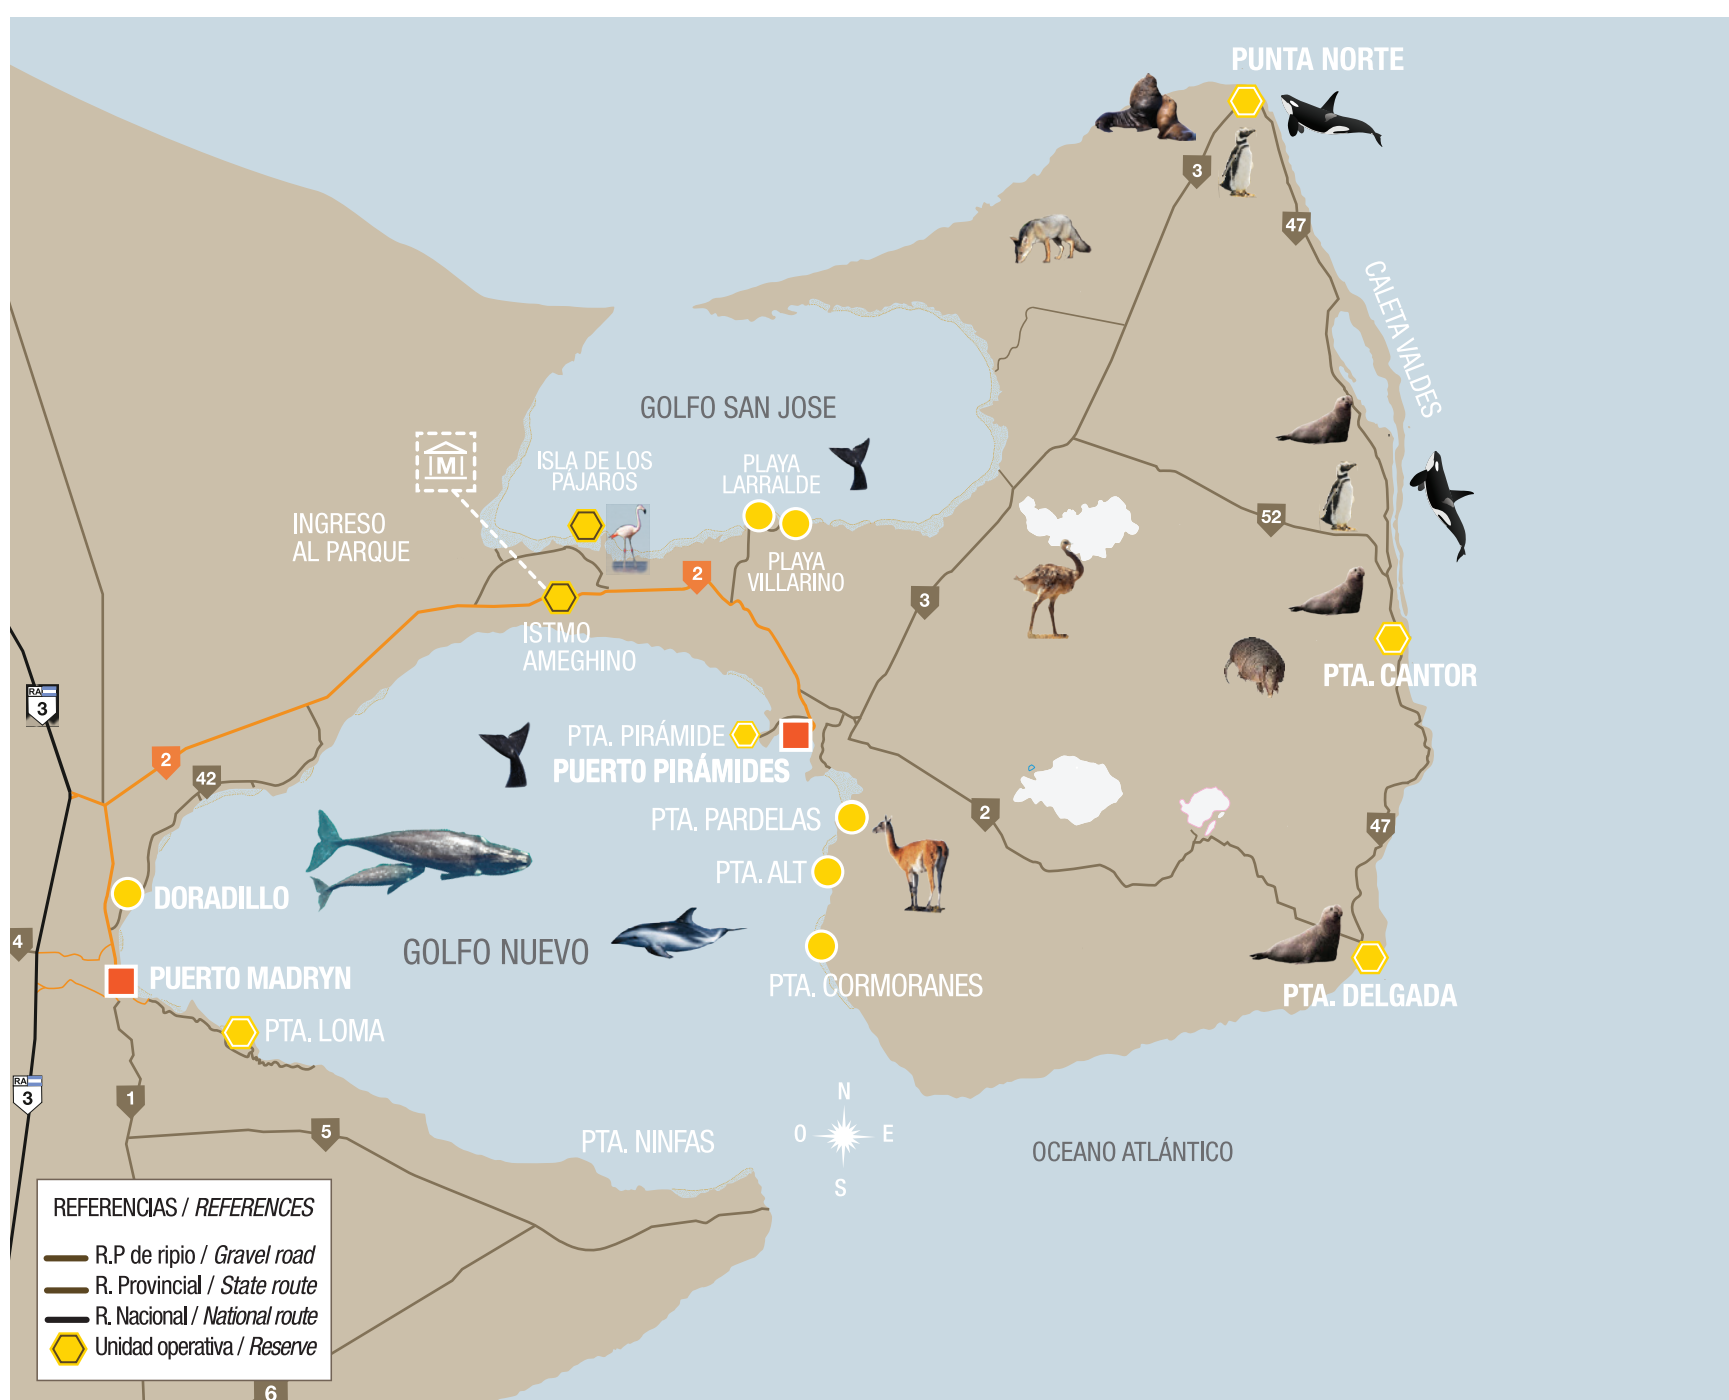 PUNTA NORTE
3
47
CALETA VALDES
GOLFO SAN JOSE
M
ISLA DE LOS
PÁJAROS
PLAYA
LARRALDE
INGRESO
AL PARQUE
52
PLAYA
VILLARINO
2
3
ISTMO
AMEGHINO
PTA. CANTOR
RA
3
PTA. PIRÁMIDE
PUERTO PIRÁMIDES
2
42
PTA. PARDELAS
2
47
PTA. ALT
DORADILLO
4
GOLFO NUEVO
PUERTO MADRYN
PTA. CORMORANES
PTA. DELGADA
PTA. LOMA
RA
3
1
5
N
O
E
S
PTA. NINFAS
OCEANO ATLÁNTICO
REFERENCIAS / REFERENCES
R.P de ripio / Gravel road
R. Provincial / State route
R. Nacional / National route
Unidad operativa / Reserve
6